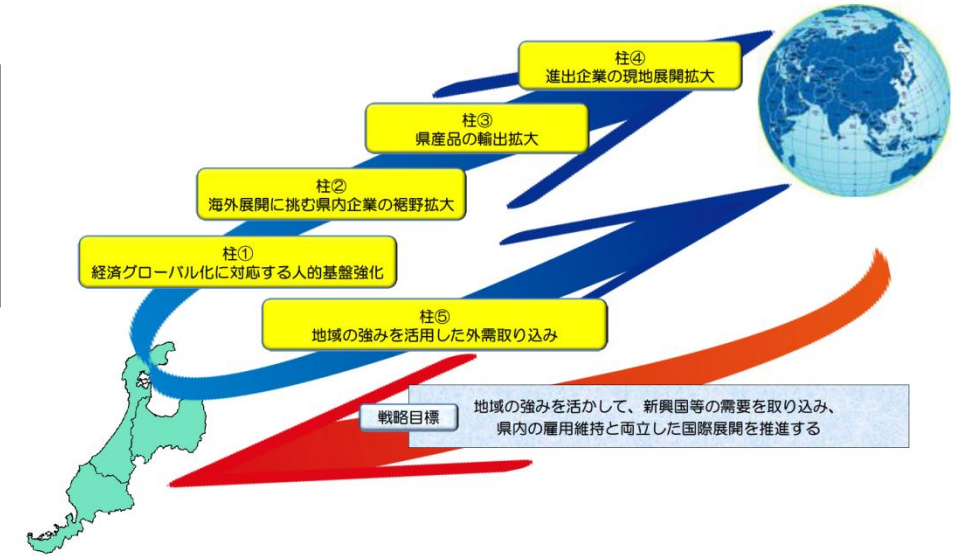 柱④
進出企業の現地展開拡大
柱③
県産品の輸出拡大
柱②
海外展開に挑む県内企業の裾野拡大
柱①
経済グローバル化に対応する人的基盤強化
柱⑤
地域の強みを活用した外需取り込み
戦略目標
地域の強みを活かして、新興国等の需要を取り込み、
県内の雇用維持と両立した国際展開を推進する